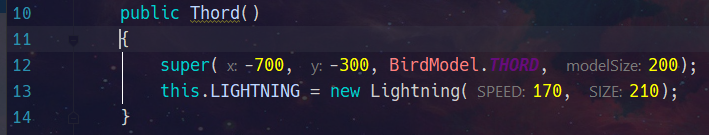 10 public Thord()
11 {
12 super( x: -700, y: -300, BirdModel.THORD, modelSize: 200);
13 this.LIGHTNING = new Lightning( SPEED: 170, SIZE: 210);
14 }